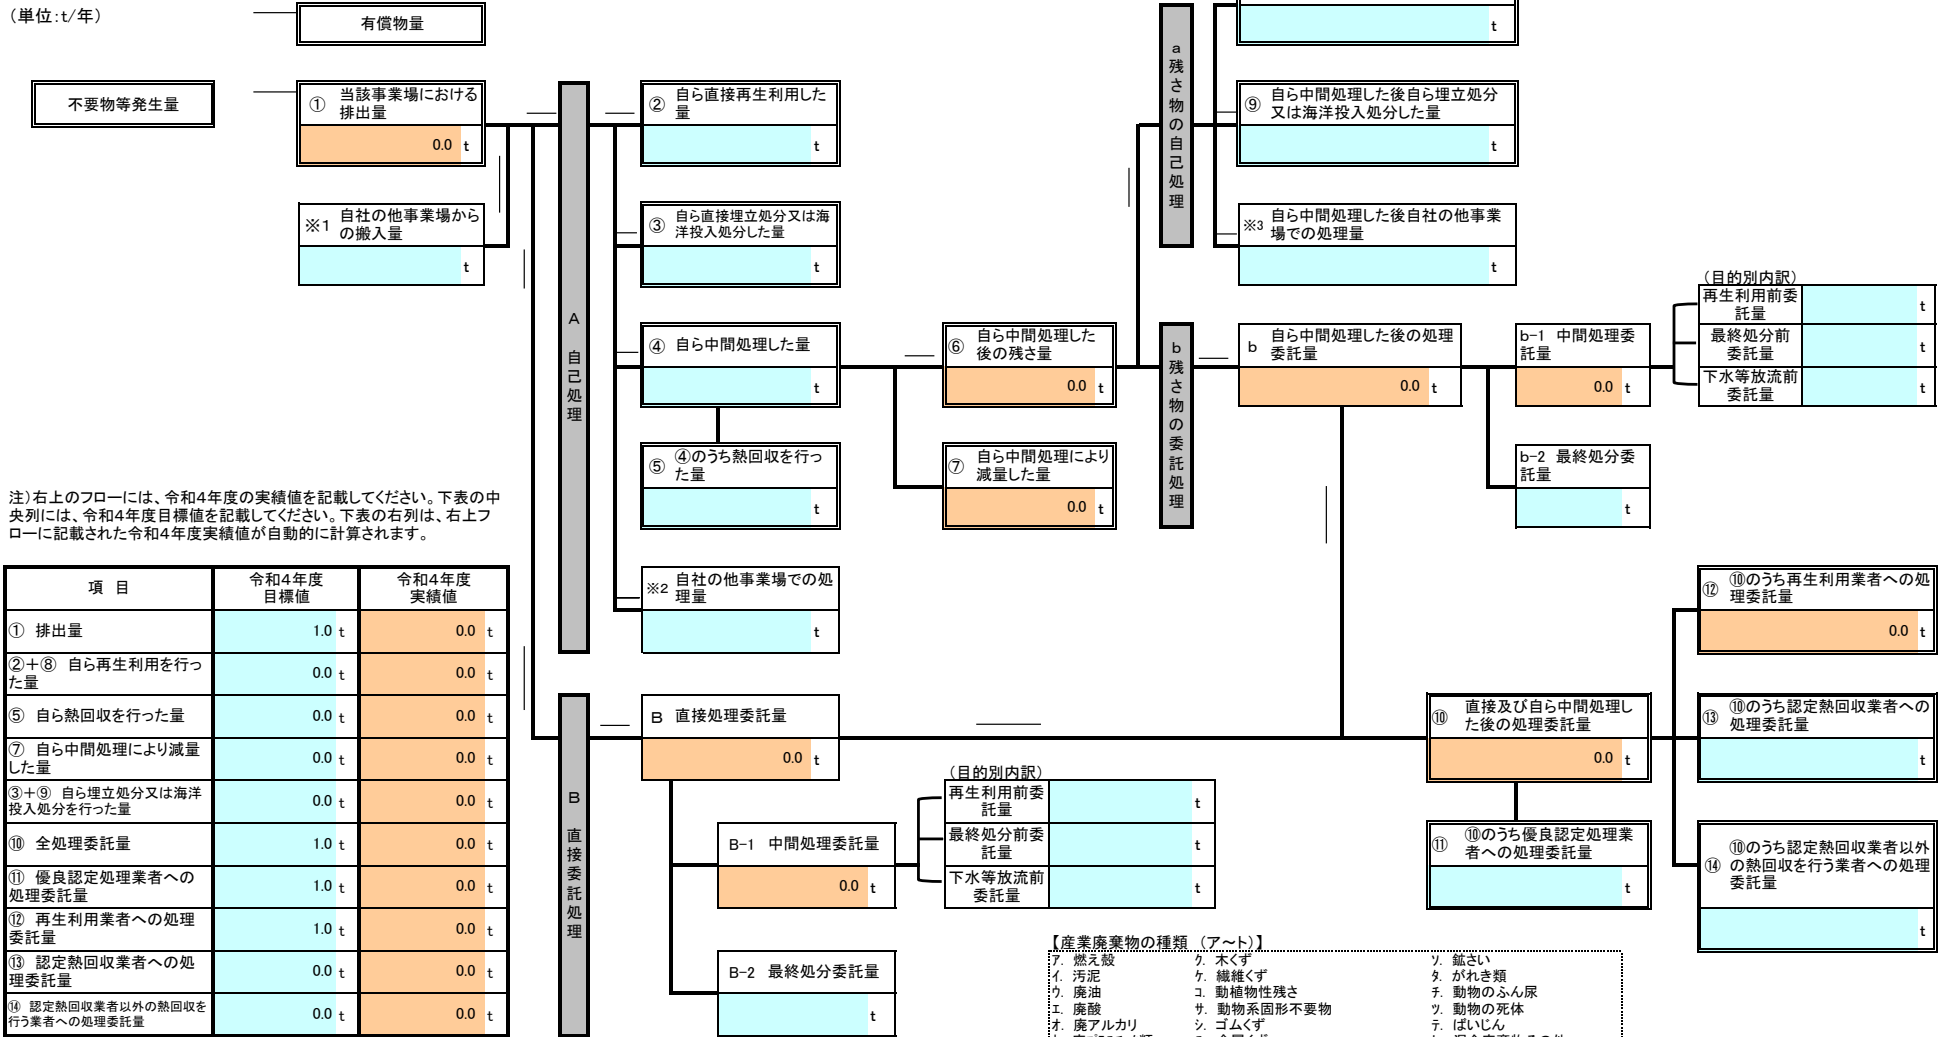 (単位:t/年)
有償物量
t
不要物等発生量
① 当該事業場における
排出量
0.0 t
② 自ら直接再生利用した
量
t
a 残さ物の自己処理
⑨ 自ら中間処理した後自ら埋立処分
又は海洋投入処分した量
t
※1 自社の他事業場から
の搬入量
t
③ 自ら直接埋立処分又は海
洋投入処分した量
t
※3 自ら中間処理した後自社の他事業
場での処理量
t
A 自己処理
④ 自ら中間処理した量
t
⑥ 自ら中間処理した
後の残さ量
0.0 t
b 残さ物の委託処理
b 自ら中間処理した後の処理
委託量
0.0 t
b-1 中間処理委
託量
0.0 t
(目的別内訳)
再生利用前委
託量
t
最終処分前
委託量
t
下水等放流前
委託量
t
⑤ ④のうち熱回収を行っ
た量
t
⑦ 自ら中間処理により
減量した量
0.0 t
b-2 最終処分委
託量
t
注)右上のフローには、令和4年度の実績値を記載してください。下表の中
央列には、令和4年度目標値を記載してください。下表の右列は、右上フ
ローに記載された令和4年度実績値が自動的に計算されます。
※2 自社の他事業場での処
理量
t
項 目
令和4年度
目標値
令和4年度
実績値
① 排出量 1.0 t 0.0 t
②+⑧ 自ら再生利用を行っ
た量 0.0 t 0.0 t
⑤ 自ら熱回収を行った量 0.0 t 0.0 t
⑦ 自ら中間処理により減量
した量 0.0 t 0.0 t
③+⑨ 自ら埋立処分又は海洋
投入処分を行った量 0.0 t 0.0 t
⑩ 全処理委託量 1.0 t 0.0 t
⑪ 優良認定処理業者への
処理委託量 1.0 t 0.0 t
⑫ 再生利用業者への処理
委託量 1.0 t 0.0 t
⑬ 認定熱回収業者への処
理委託量 0.0 t 0.0 t
⑭ 認定熱回収業者以外の熱回収を
行う業者への処理委託量 0.0 t 0.0 t
B 直接委託処理
B 直接処理委託量
0.0 t
B-1 中間処理委託量
0.0 t
(目的別内訳)
再生利用前委
託量
t
最終処分前委
託量
t
下水等放流前
委託量
t
B-2 最終処分委託量
t
⑩ 直接及び自ら中間処理し
た後の処理委託量
0.0 t
⑪ ⑩のうち優良認定処理業
者への処理委託量
t
⑫ ⑩のうち再生利用業者への処
理委託量
0.0 t
⑬ ⑩のうち認定熱回収業者への
処理委託量
t
⑭ ⑩のうち認定熱回収業者以外
の熱回収を行う業者への処理
委託量
t
【産業廃棄物の種類 (ア~ト)】
ア. 燃え殻 ク. 木くず ソ. 鉱さい
イ. 汚泥 ケ. 繊維くず タ. がれき類
ウ. 廃油 コ. 動植物性残さ チ. 動物のふん尿
エ. 廃酸 サ. 動物系固形不要物 ツ. 動物の死体
オ. 廃アルカリ シ. ゴムくず テ. ばいじん